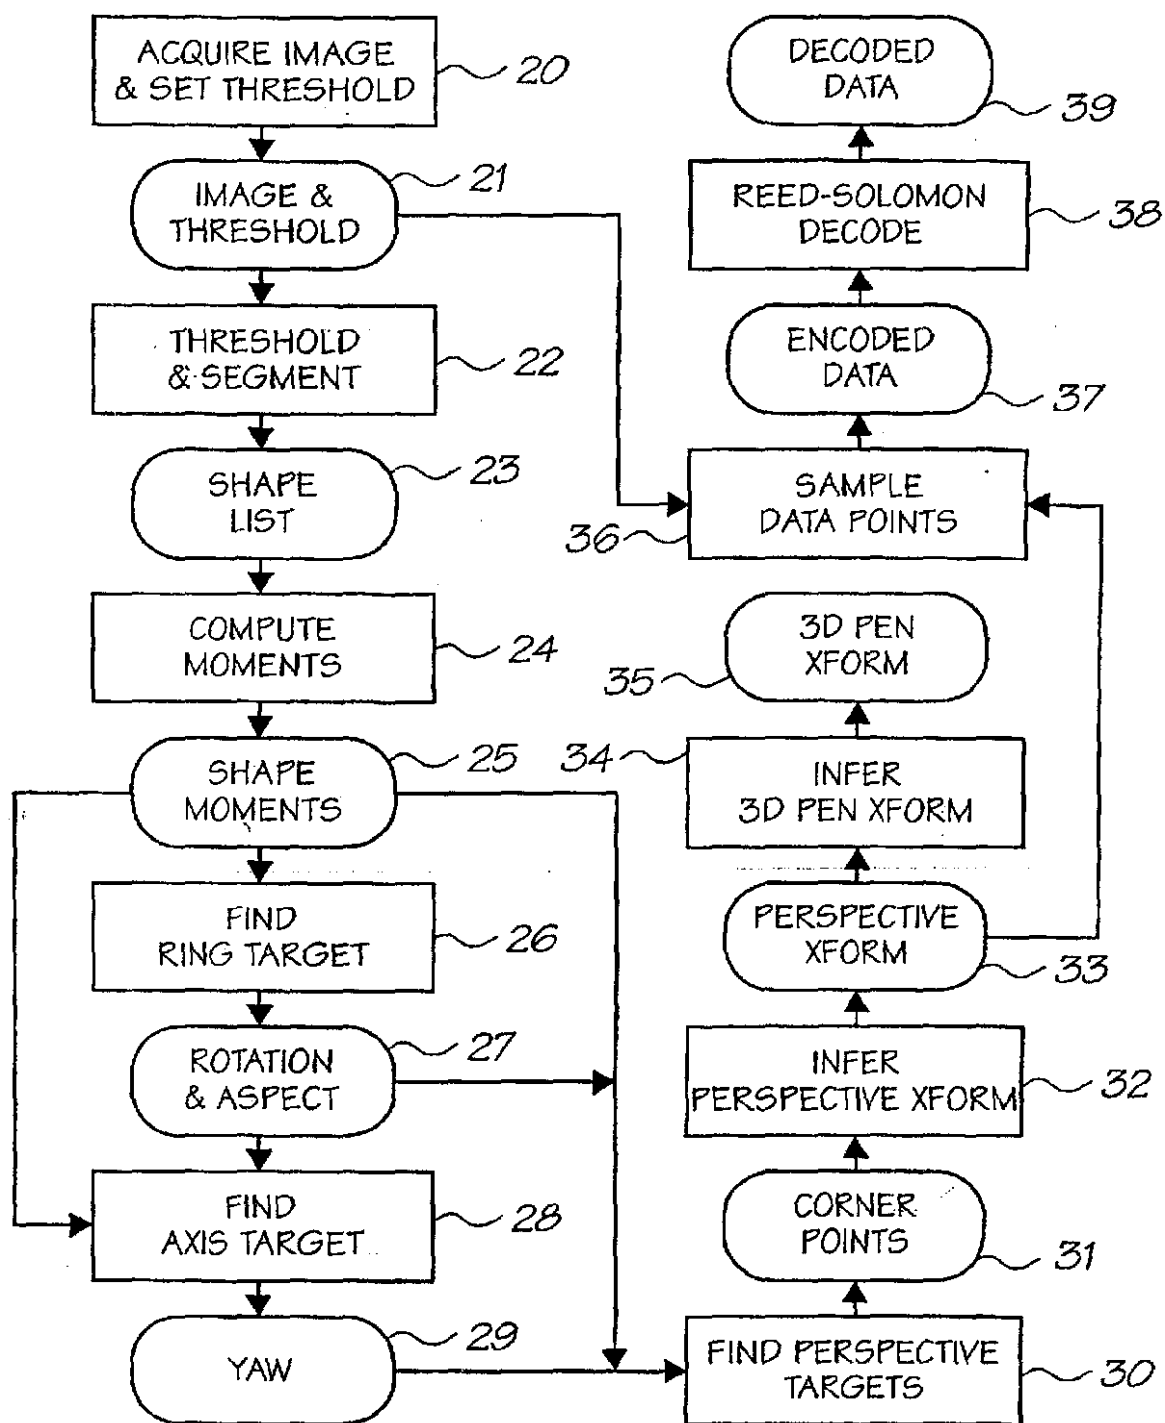 ACQUIRE IMAGE
& SET THRESHOLD
20
IMAGE &
THRESHOLD
21
THRESHOLD
& SEGMENT
22
SHAPE
LIST
23
COMPUTE
MOMENTS
24
SHAPE
MOMENTS
25
FIND
RING TARGET
26
ROTATION
& ASPECT
27
FIND
AXIS TARGET
28
YAW
29
DECODED
DATA
39
REED-SOLOMON
DECODE
38
ENCODED
DATA
37
SAMPLE
DATA POINTS
36
3D PEN
XFORM
35
34
INFER
3D PEN XFORM
PERSPECTIVE
XFORM
33
INFER
PERSPECTIVE XFORM
32
CORNER
POINTS
31
FIND PERSPECTIVE
TARGETS
30